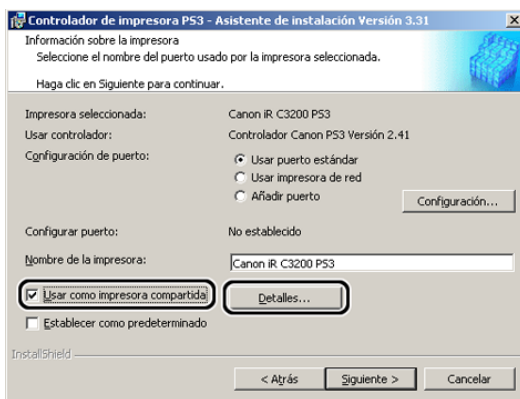 Controlador de impresora PS3 - Asistente de instalación Versión 3.31
Información sobre la impresora
Seleccione el nombre del puerto usado por la impresora seleccionada.
Haga clic en Siguiente para continuar.
Impresora seleccionada: Canon iR C3200 PS3
Usar controlador: Controlador Canon PS3 Versión 2.41
Configuración de puerto: Usar puerto estándar
Usar impresora de red
Añadir puerto
Configuración...
Configurar puerto: No establecido
Nombre de la impresora: Canon iR C3200 PS3
Usar como impresora compartida Detalles...
Establecer como predeterminado
InstallShield
< Atrás Siguiente > Cancelar